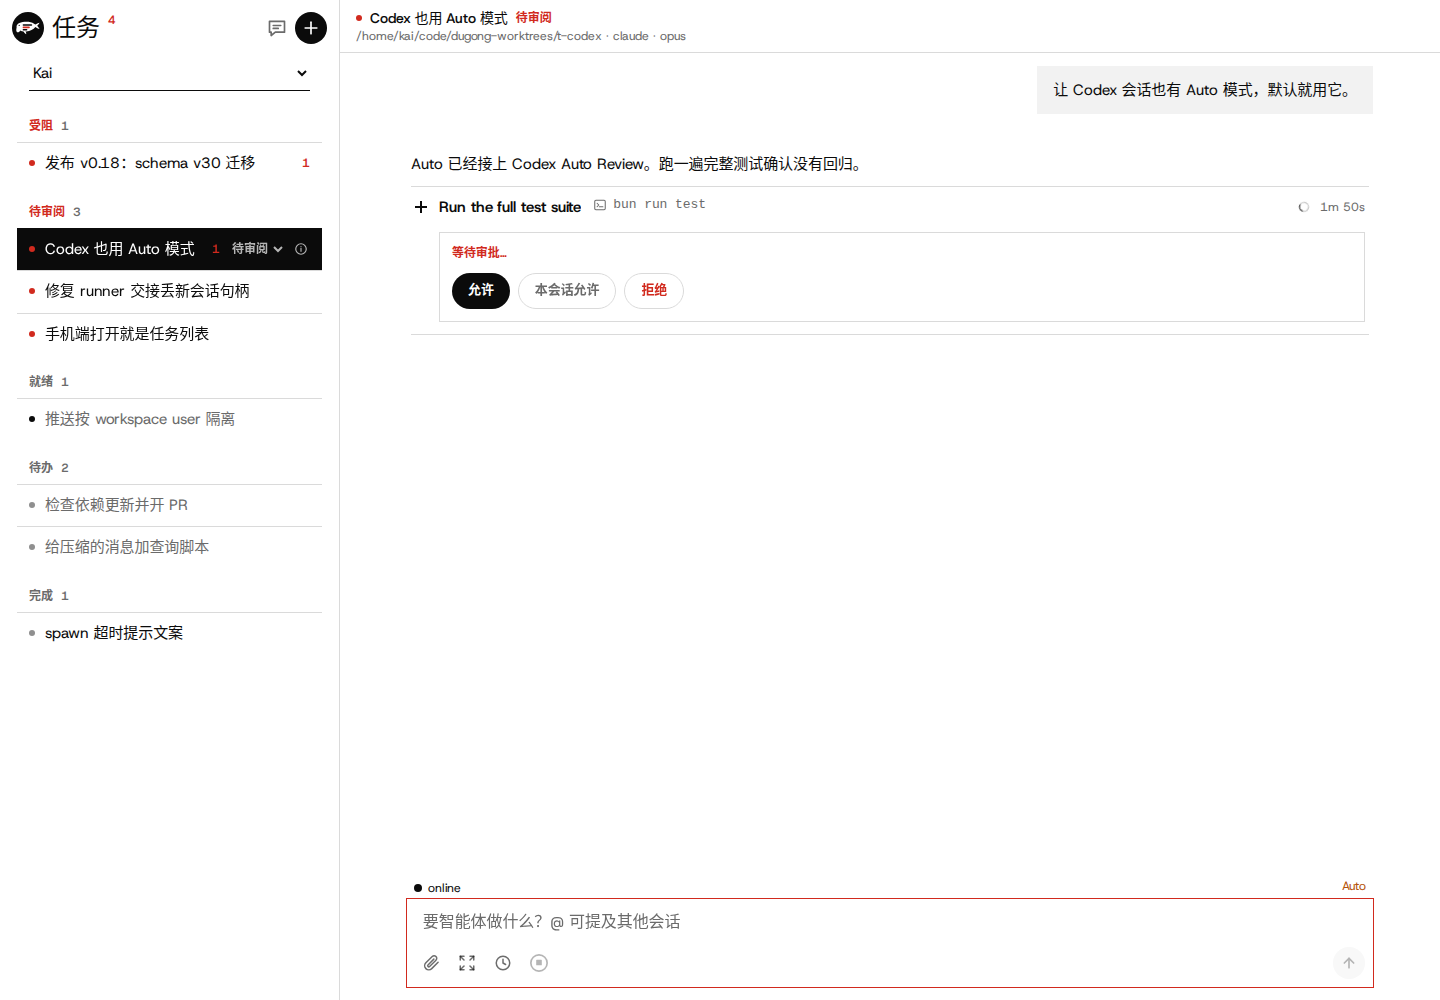 任务 4
Kai
受阻 1
发布 v0.18：schema v30 迁移 1
待审阅 3
Codex 也用 Auto 模式 1 待审阅
修复 runner 交接丢新会话句柄
手机端打开就是任务列表
就绪 1
推送按 workspace user 隔离
待办 2
检查依赖更新并开 PR
给压缩的消息加查询脚本
完成 1
spawn 超时提示文案
Codex 也用 Auto 模式 待审阅
/home/kai/code/dugong-worktrees/t-codex · claude · opus
让 Codex 会话也有 Auto 模式，默认就用它。
Auto 已经接上 Codex Auto Review。跑一遍完整测试确认没有回归。
Run the full test suite bun run test 1m 50s
等待审批…
允许 本会话允许 拒绝
online Auto
要智能体做什么？@ 可提及其他会话